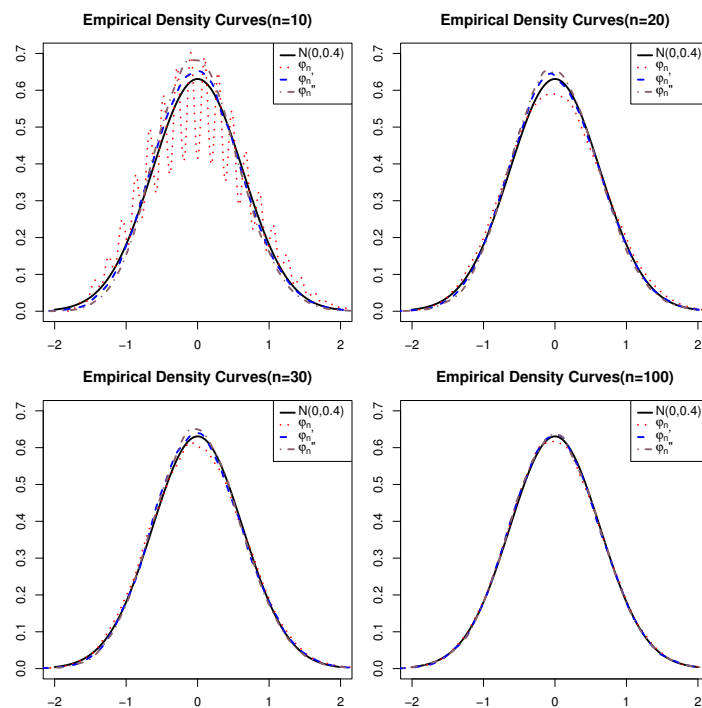 Empirical Density Curves(n=10)
0.0 0.1 0.2 0.3 0.4 0.5 0.6 0.7
N(0,0.4)
φn
φn'
φn''
−2 −1 0 1 2
Empirical Density Curves(n=20)
0.0 0.1 0.2 0.3 0.4 0.5 0.6 0.7
N(0,0.4)
φn
φn'
φn''
−2 −1 0 1 2
Empirical Density Curves(n=30)
0.0 0.1 0.2 0.3 0.4 0.5 0.6 0.7
N(0,0.4)
φn
φn'
φn''
−2 −1 0 1 2
Empirical Density Curves(n=100)
0.0 0.1 0.2 0.3 0.4 0.5 0.6 0.7
N(0,0.4)
φn
φn'
φn''
−2 −1 0 1 2